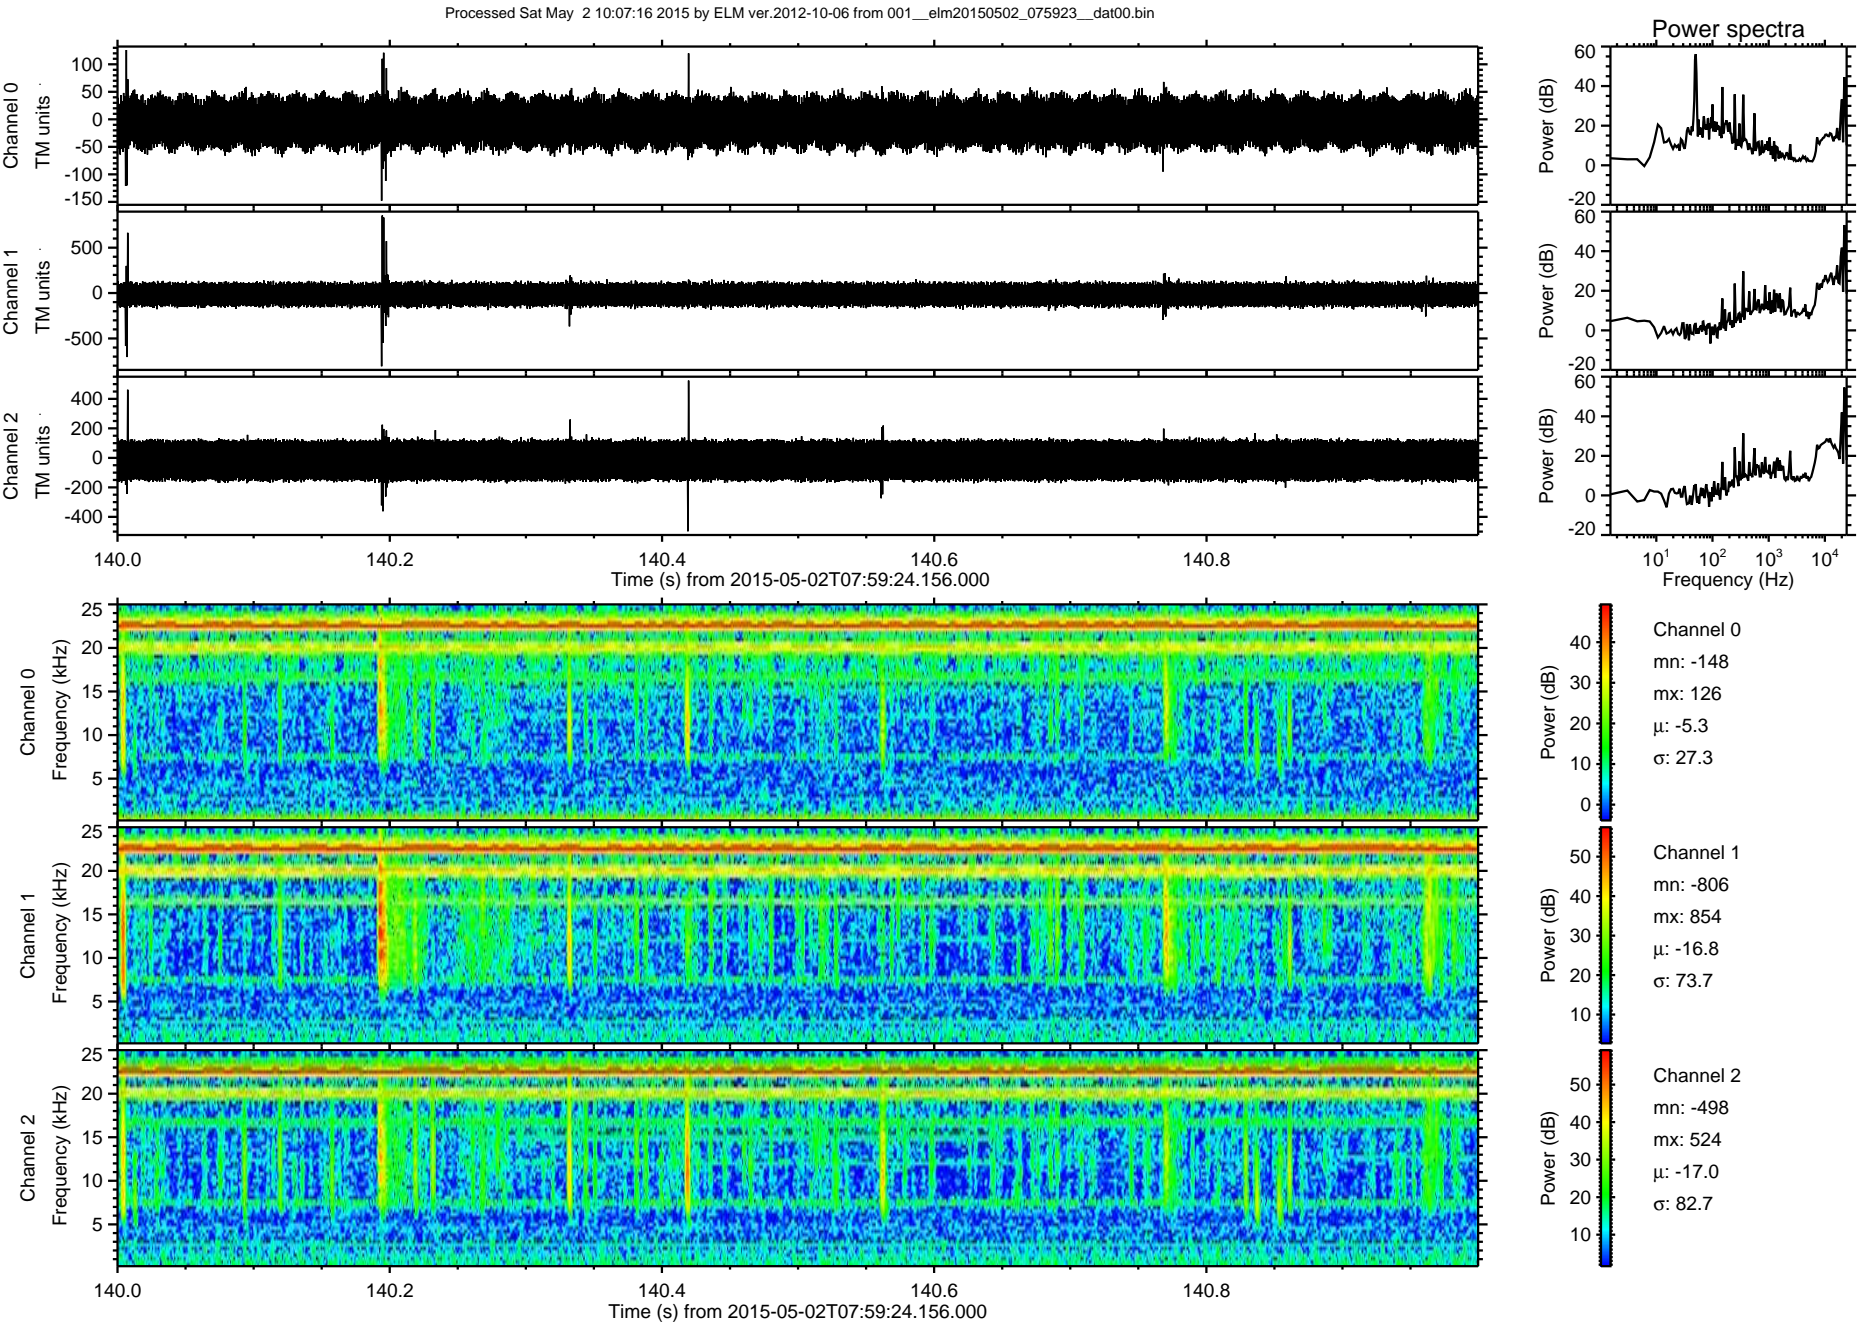 Processed Sat May  2 10:07:16 2015 by ELM ver.2012-10-06 from 001__elm20150502_075923__dat00.bin
Power spectra
Channel 0
TM units
100
50
0
-50
-100
-150
Power (dB)
60
40
20
0
-20
Channel 1
TM units
500
0
-500
Power (dB)
60
40
20
0
-20
Channel 2
TM units
400
200
0
-200
-400
Power (dB)
60
40
20
0
-20
140.0 140.2 140.4 140.6 140.8
Time (s) from 2015-05-02T07:59:24.156.000
10^1 10^2 10^3 10^4
Frequency (Hz)
Channel 0
Frequency (kHz)
25
20
15
10
5
Power (dB)
40
30
20
10
0
Channel 0
mn: -148
mx: 126
μ: -5.3
σ: 27.3
Channel 1
Frequency (kHz)
25
20
15
10
5
Power (dB)
50
40
30
20
10
Channel 1
mn: -806
mx: 854
μ: -16.8
σ: 73.7
Channel 2
Frequency (kHz)
25
20
15
10
5
Power (dB)
50
40
30
20
10
Channel 2
mn: -498
mx: 524
μ: -17.0
σ: 82.7
140.0 140.2 140.4 140.6 140.8
Time (s) from 2015-05-02T07:59:24.156.000